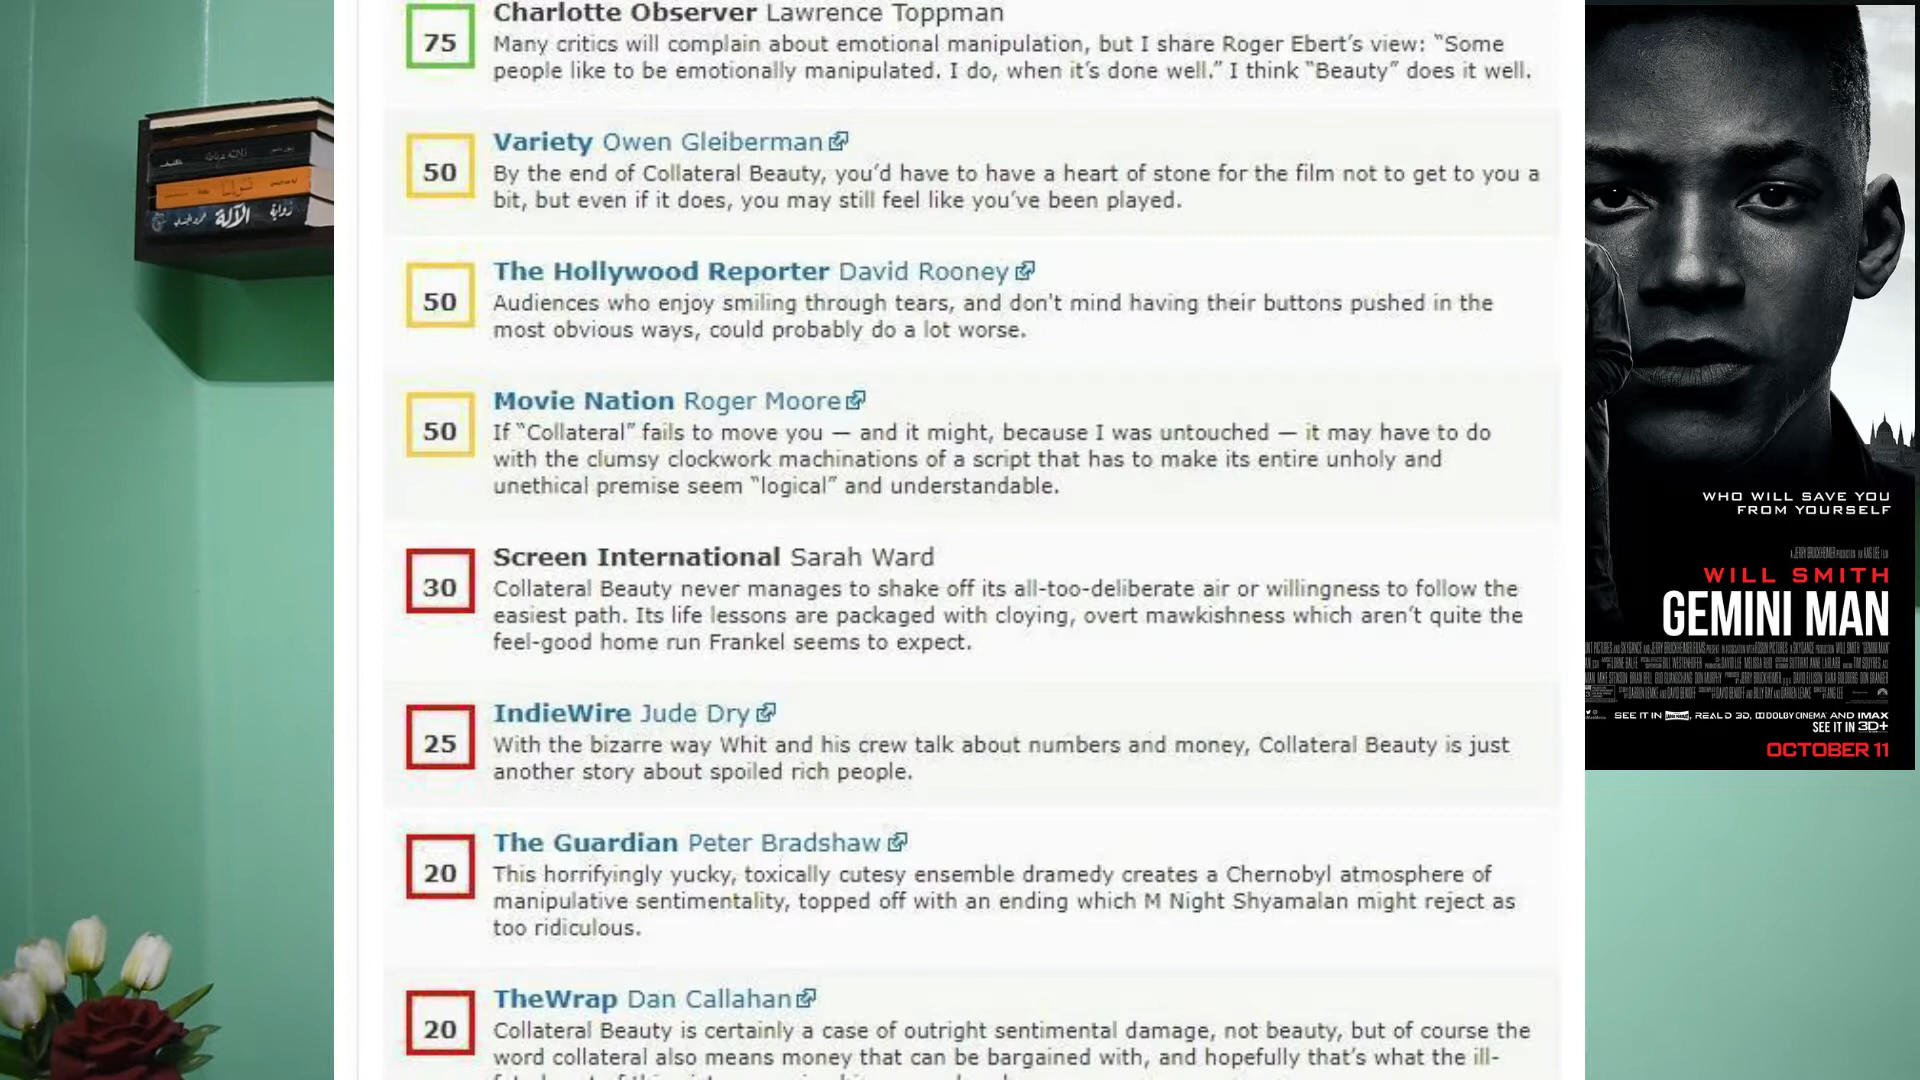 Charlotte Observer Lawrence Toppman
75
Many critics will complain about emotional manipulation, but I share Roger Ebert’s view: “Some
people like to be emotionally manipulated. I do, when it’s done well.” I think “Beauty” does it well.
Variety Owen Gleiberman
50
By the end of Collateral Beauty, you’d have to have a heart of stone for the film not to get to you a
bit, but even if it does, you may still feel like you’ve been played.
The Hollywood Reporter David Rooney
50
Audiences who enjoy smiling through tears, and don't mind having their buttons pushed in the
most obvious ways, could probably do a lot worse.
Movie Nation Roger Moore
50
If “Collateral” fails to move you — and it might, because I was untouched — it may have to do
with the clumsy clockwork machinations of a script that has to make its entire unholy and
unethical premise seem “logical” and understandable.
Screen International Sarah Ward
30
Collateral Beauty never manages to shake off its all-too-deliberate air or willingness to follow the
easiest path. Its life lessons are packaged with cloying, overt mawkishness which aren’t quite the
feel-good home run Frankel seems to expect.
IndieWire Jude Dry
25
With the bizarre way Whit and his crew talk about numbers and money, Collateral Beauty is just
another story about spoiled rich people.
The Guardian Peter Bradshaw
20
This horrifyingly yucky, toxically cutesy ensemble dramedy creates a Chernobyl atmosphere of
manipulative sentimentality, topped off with an ending which M Night Shyamalan might reject as
too ridiculous.
TheWrap Dan Callahan
20
Collateral Beauty is certainly a case of outright sentimental damage, not beauty, but of course the
word collateral also means money that can be bargained with, and hopefully that’s what the ill-
رواية الآلة
WHO WILL SAVE YOU
FROM YOURSELF
WILL SMITH
GEMINI MAN
SEE IT IN REAL D 3D, DOLBY CINEMA AND IMAX
SEE IT IN 3D+
OCTOBER 11